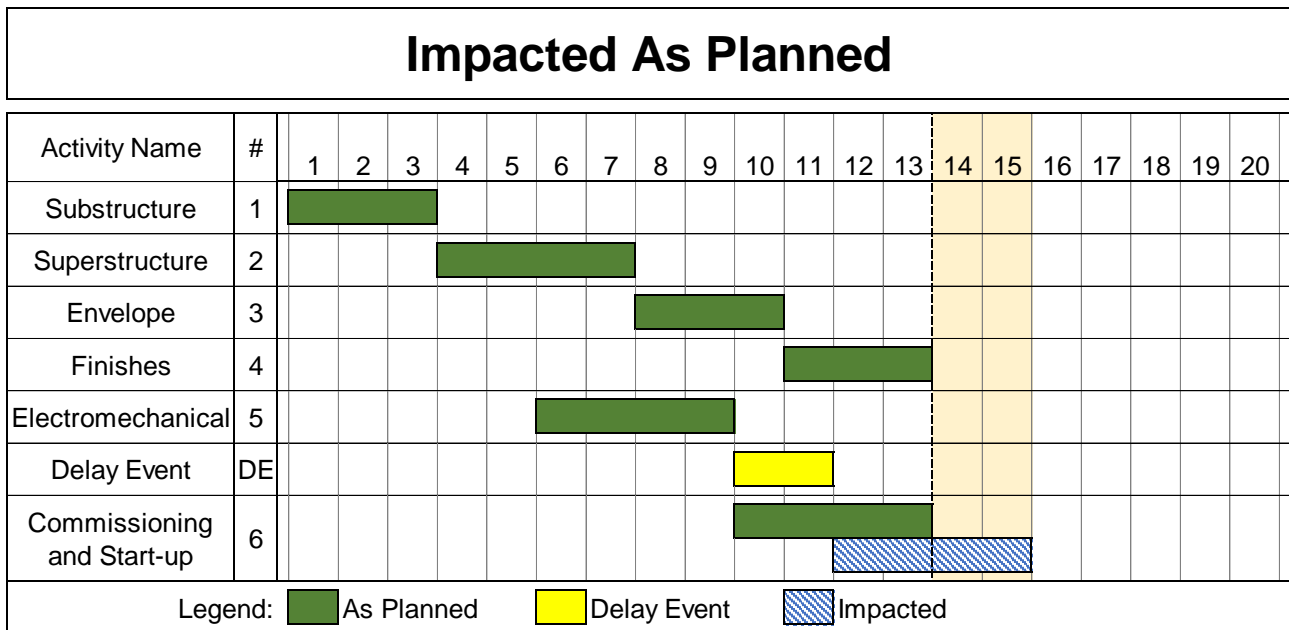 Impacted As Planned
Activity Name # 1 2 3 4 5 6 7 8 9 10 11 12 13 14 15 16 17 18 19 20
Substructure 1
Superstructure 2
Envelope 3
Finishes 4
Electromechanical 5
Delay Event DE
Commissioning
and Start-up 6
Legend: As Planned Delay Event Impacted